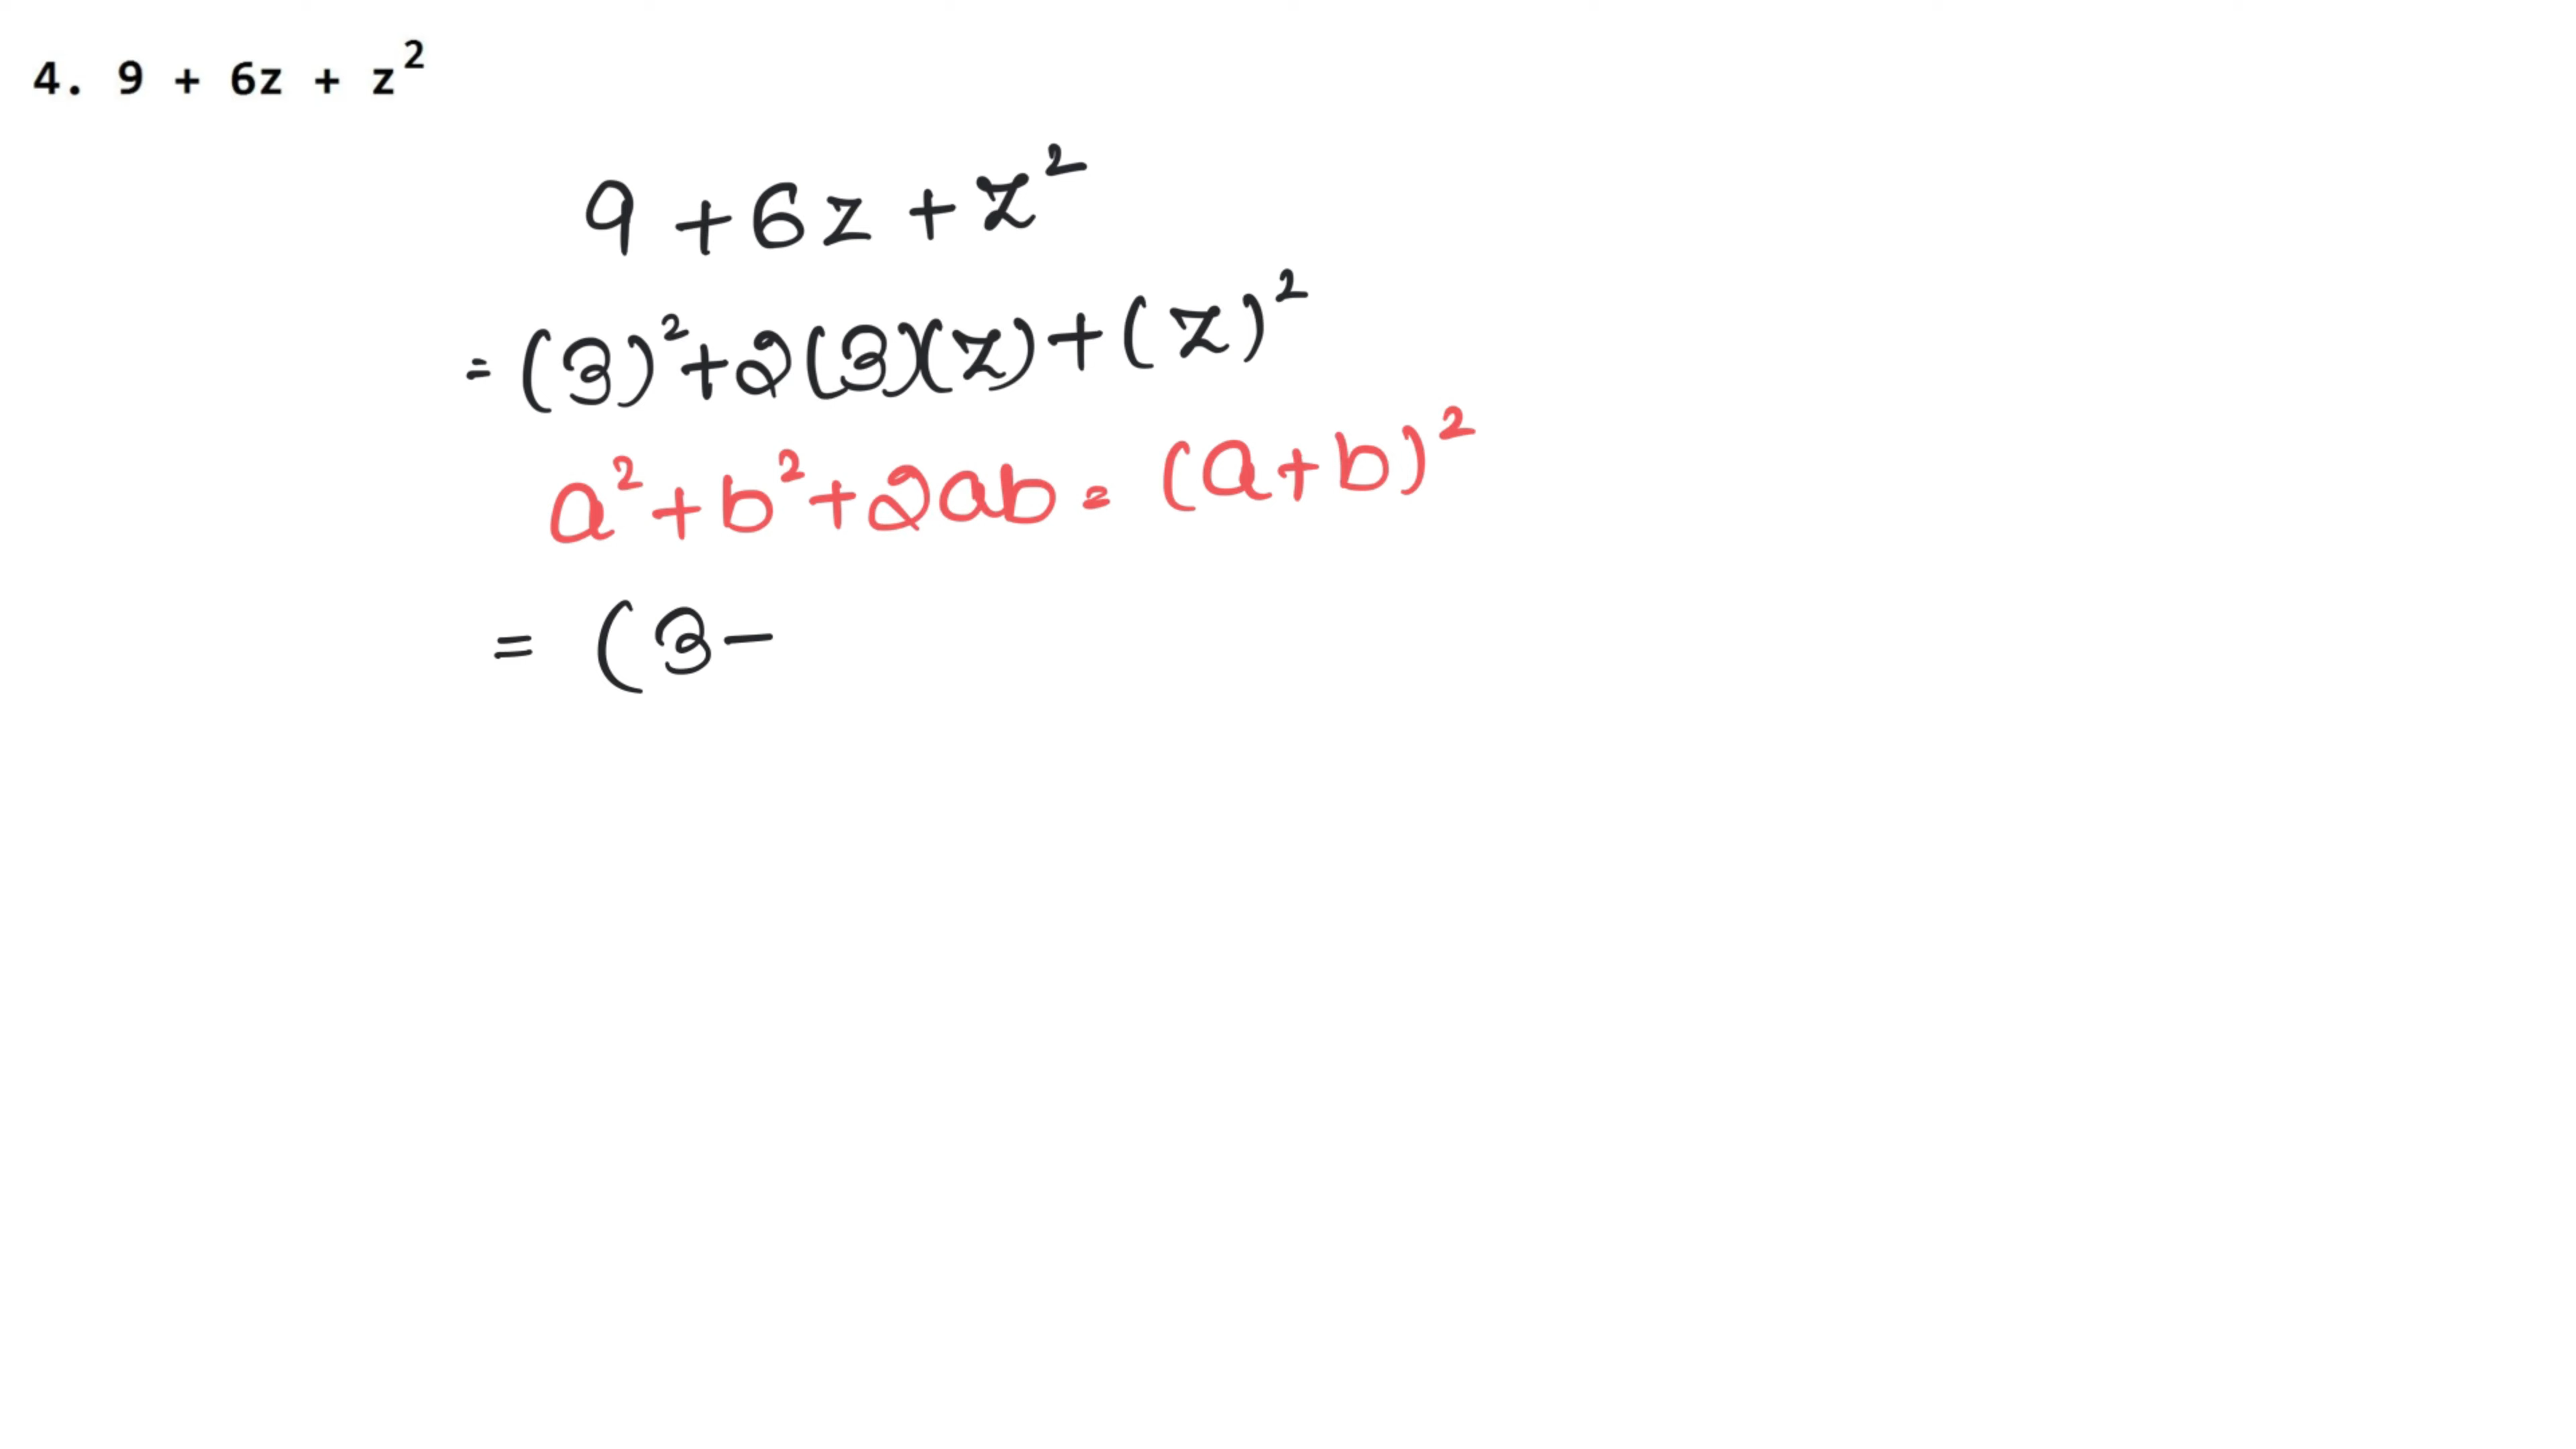 4. 9 + 6z + z²
9 + 6z + z²
= (3)² + 2(3)(z) + (z)²
a² + b² + 2ab = (a+b)²
= (3 -